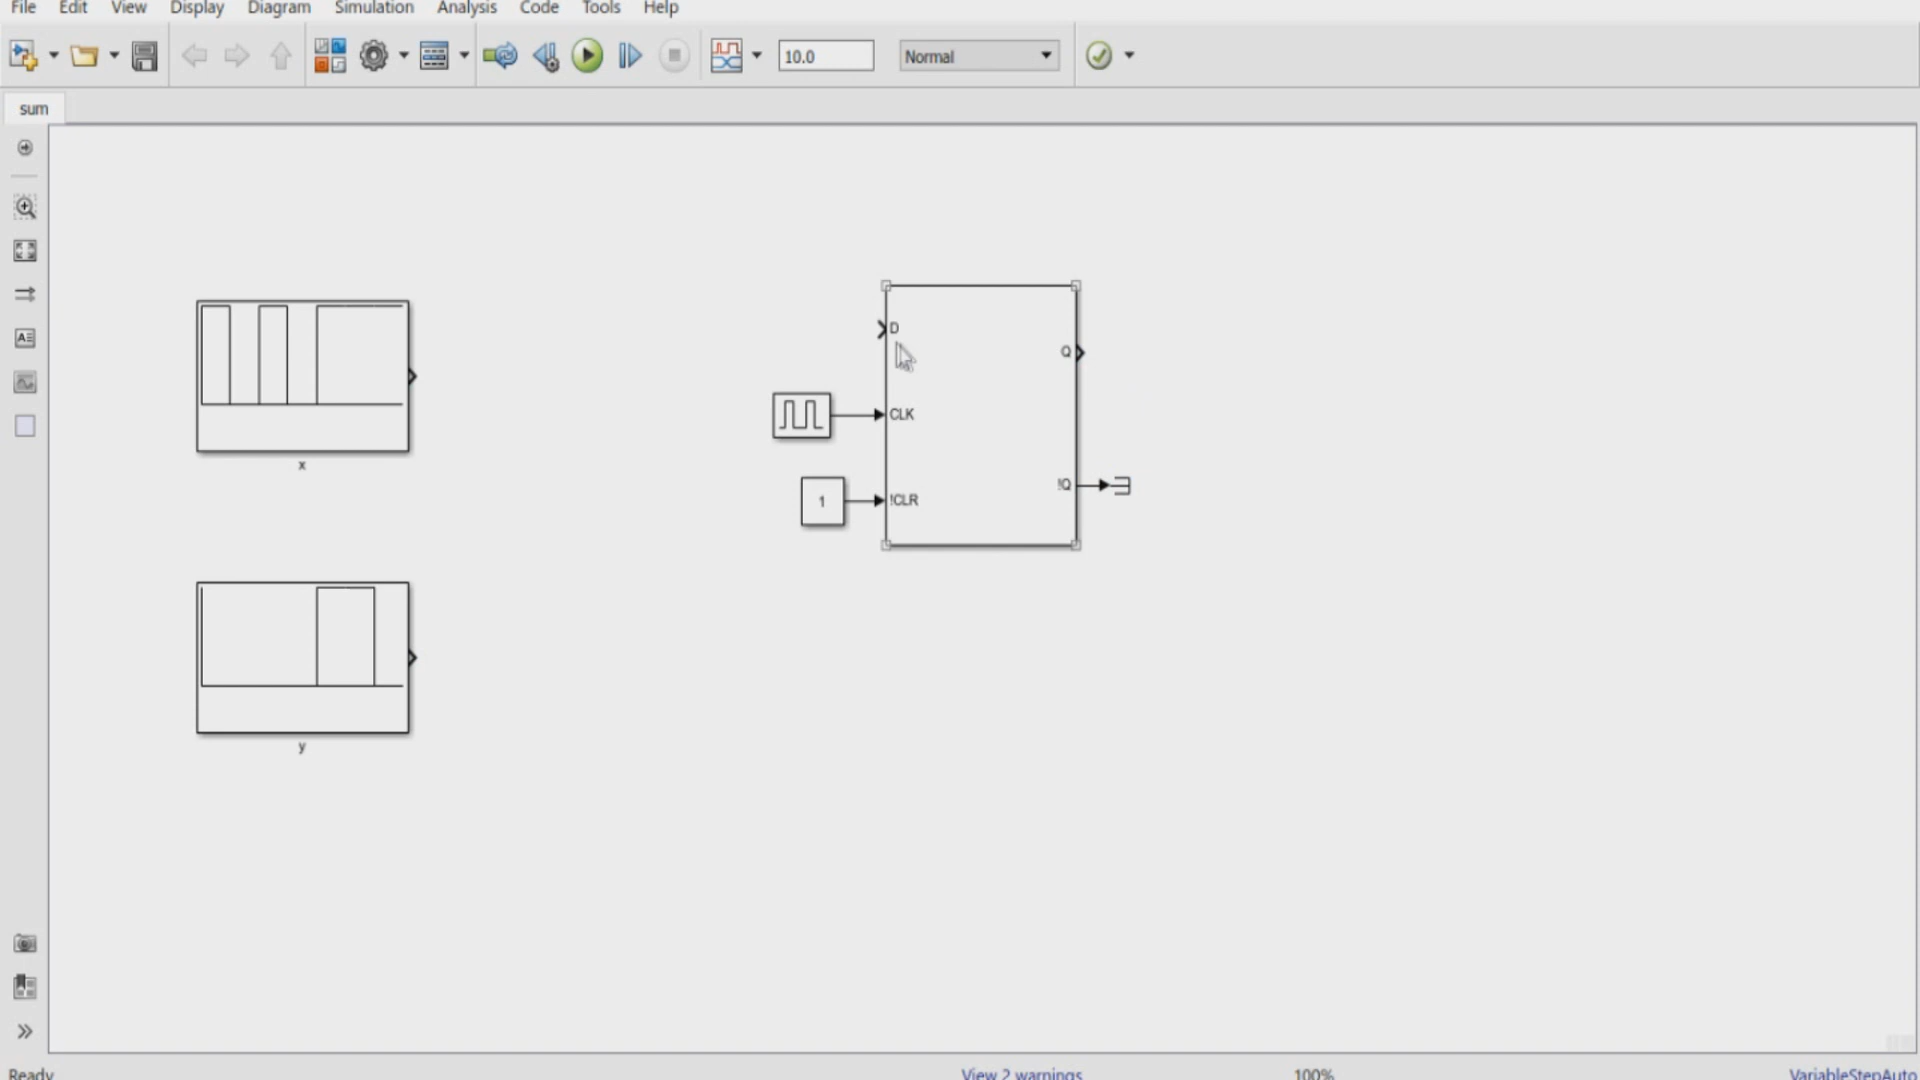 File Edit View Display Diagram Simulation Analysis Code Tools Help
10.0 Normal
sum
x
y
D
CLK
1
!CLR
Q
!Q
Ready View 2 warnings 100% VariableStepAuto